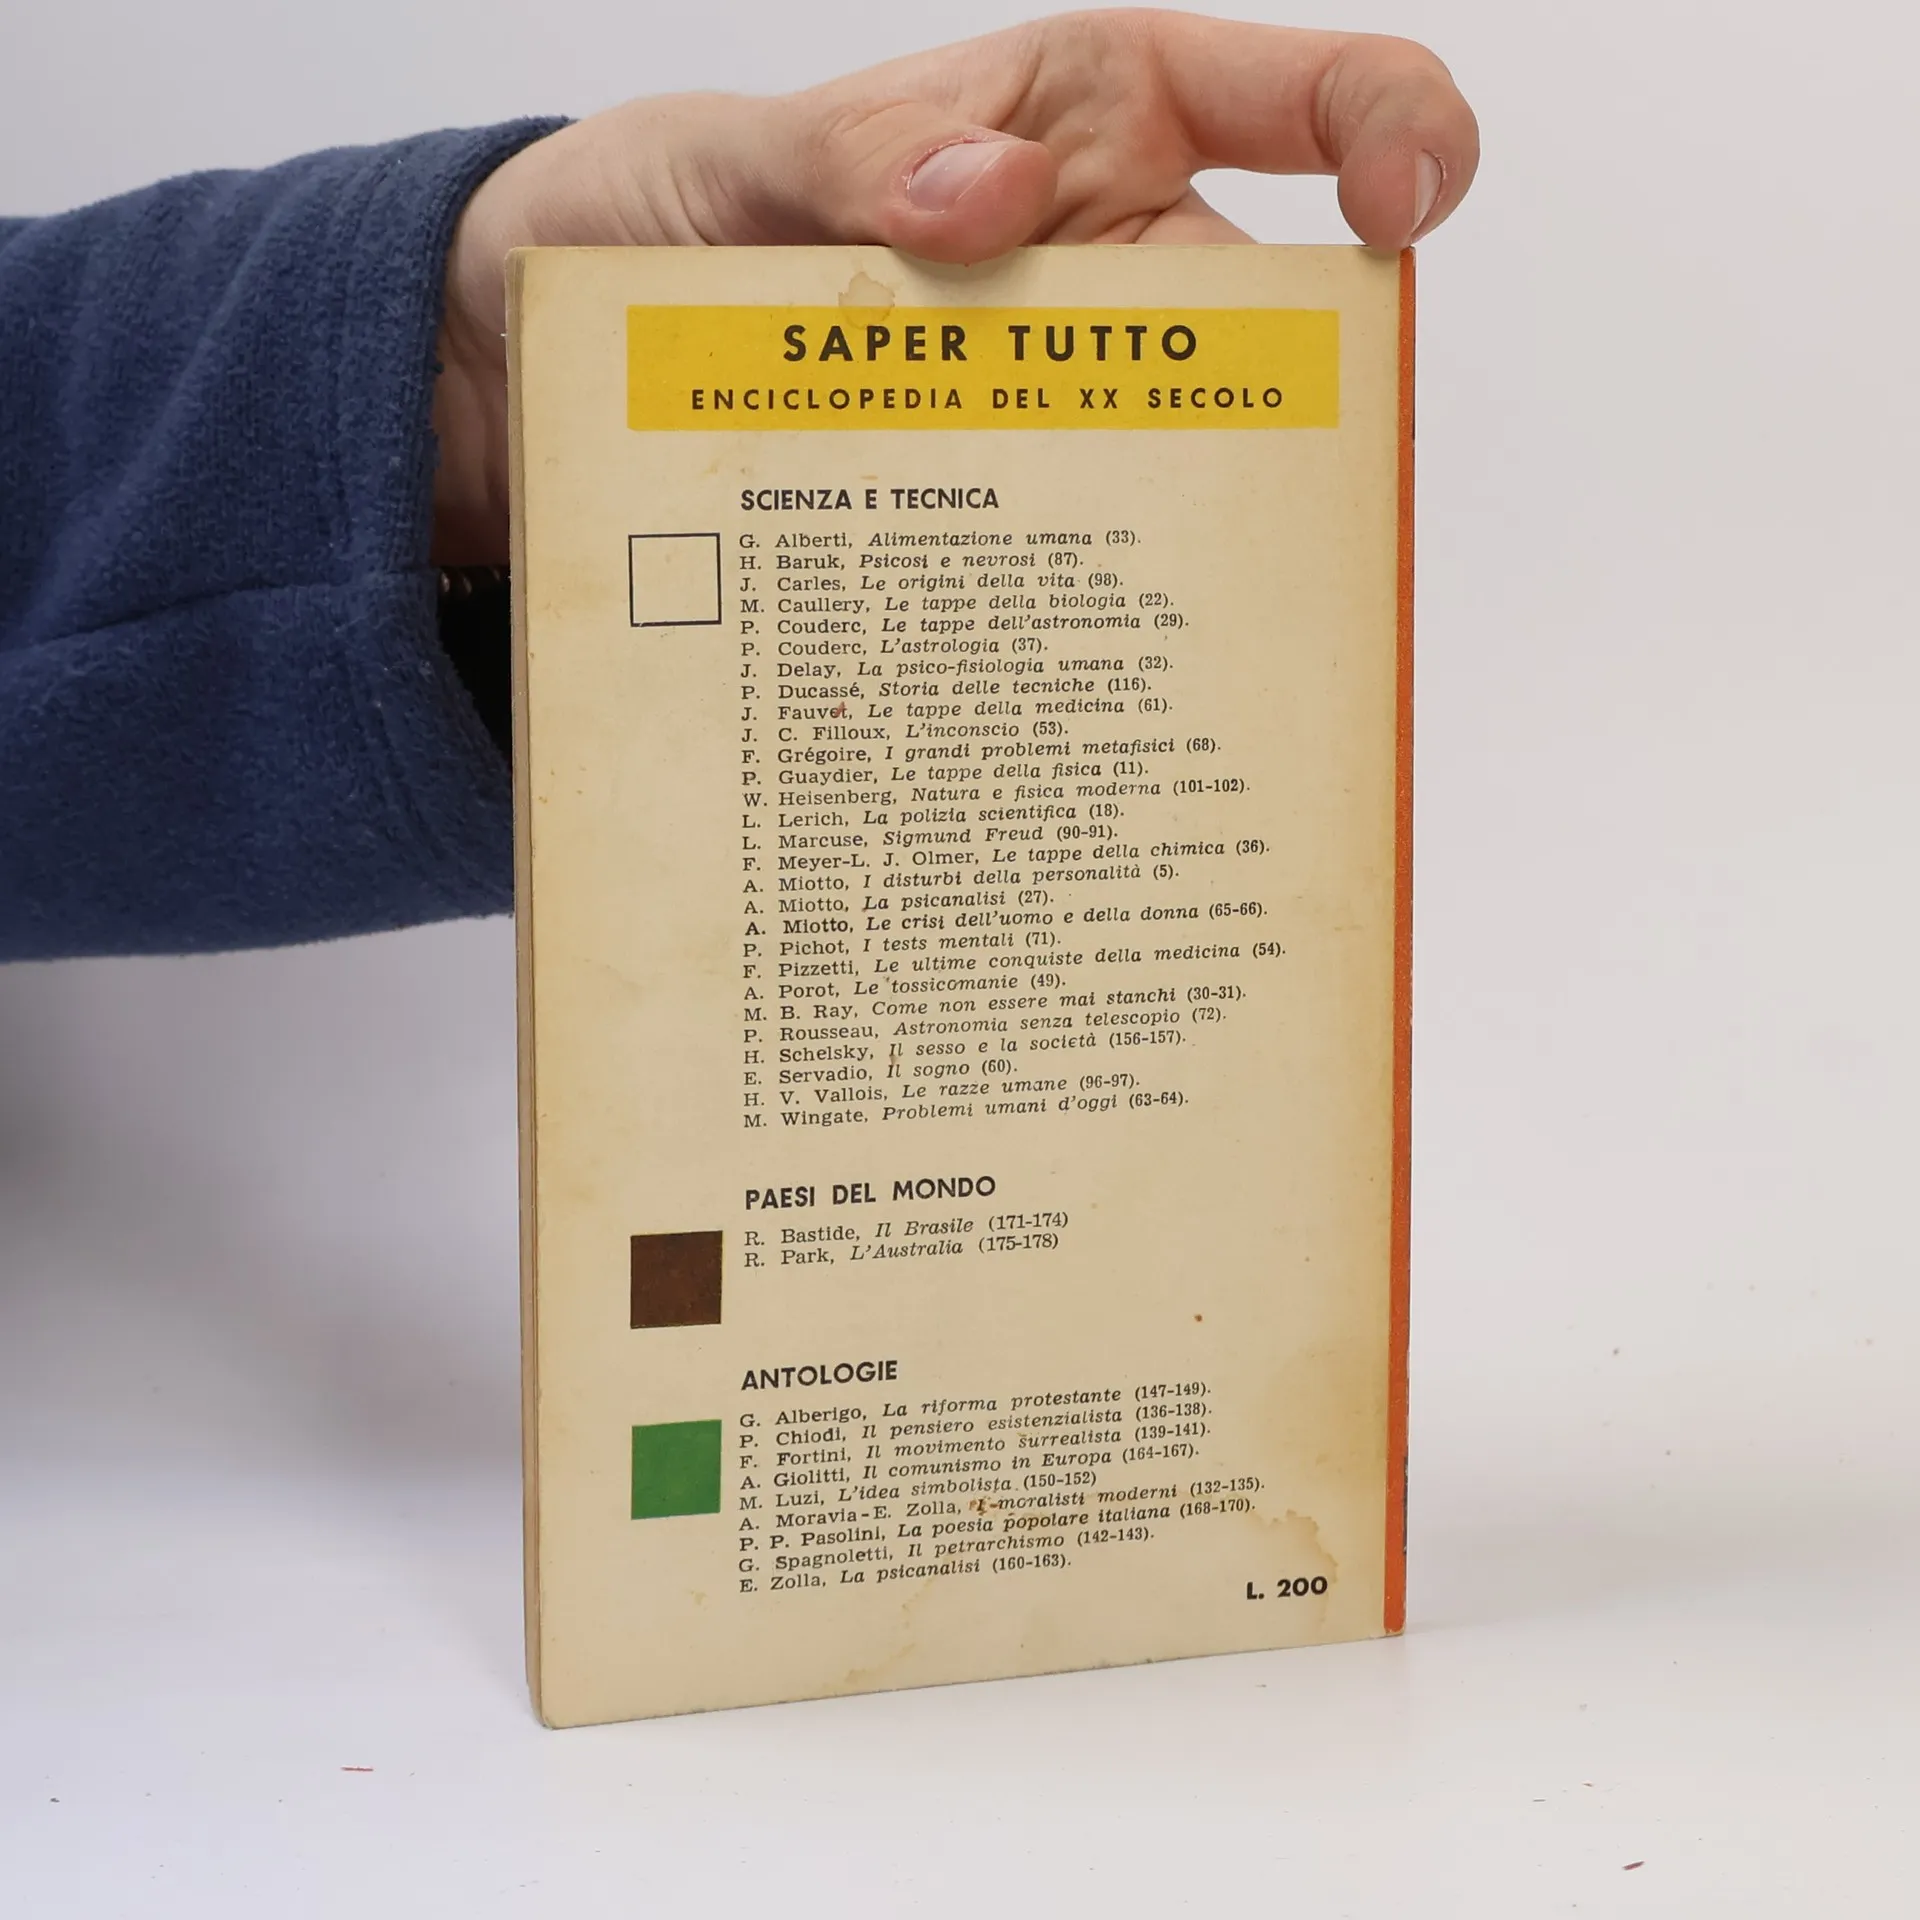 SAPER TUTTO
ENCICLOPEDIA DEL XX SECOLO
SCIENZA E TECNICA
G. Alberti, Alimentazione umana (33).
H. Baruk, Psicosi e nevrosi (87).
J. Carles, Le origini della vita (98).
M. Caullery, Le tappe della biologia (22).
P. Couderc, Le tappe dell'astronomia (29).
P. Couderc, L'astrologia (37).
J. Delay, La psico-fisiologia umana (32).
P. Ducassé, Storia delle tecniche (116).
J. Fauvet, Le tappe della medicina (61).
J. C. Filloux, L'inconscio (53).
F. Grégoire, I grandi problemi metafisici (68).
P. Guaydier, Le tappe della fisica (11).
W. Heisenberg, Natura e fisica moderna (101-102).
L. Lerich, La polizia scientifica (18).
L. Marcuse, Sigmund Freud (90-91).
F. Meyer-L. J. Olmer, Le tappe della chimica (36).
A. Miotto, I disturbi della personalità (5).
A. Miotto, La psicanalisi (27).
A. Miotto, Le crisi dell'uomo e della donna (65-66).
P. Pichot, I tests mentali (71).
F. Pizzetti, Le ultime conquiste della medicina (54).
A. Porot, Le tossicomanie (49).
M. B. Ray, Come non essere mai stanchi (30-31).
P. Rousseau, Astronomia senza telescopio (72).
H. Schelsky, Il sesso e la società (156-157).
E. Servadio, Il sogno (60).
H. V. Vallois, Le razze umane (96-97).
M. Wingate, Problemi umani d'oggi (63-64).
PAESI DEL MONDO
R. Bastide, Il Brasile (171-174)
R. Park, L'Australia (175-178)
ANTOLOGIE
G. Alberigo, La riforma protestante (147-149).
P. Chiodi, Il pensiero esistenzialista (136-138).
F. Fortini, Il movimento surrealista (139-141).
A. Giolitti, Il comunismo in Europa (164-167).
M. Luzi, L'idea simbolista (150-152)
A. Moravia-E. Zolla, I moralisti moderni (132-135).
P. P. Pasolini, La poesia popolare italiana (168-170).
G. Spagnoletti, Il petrarchismo (142-143).
E. Zolla, La psicanalisi (160-163).
L. 200